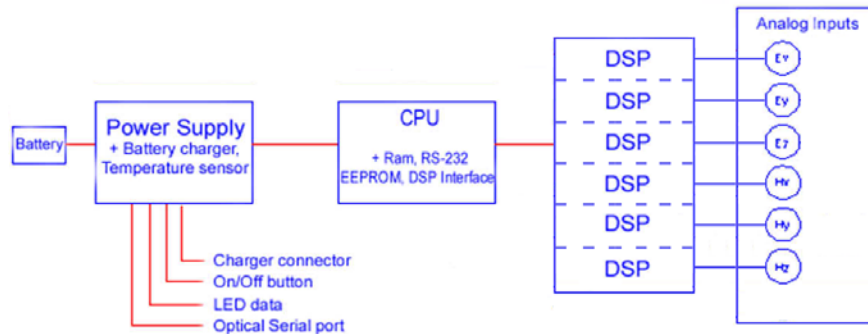 Analog Inputs
DSP
DSP
Ey
DSP
DSP
DSP
Hy
DSP
Hz
Battery
Power Supply
+ Battery charger,
Temperature sensor
CPU
+ Ram, RS-232
EEPROM, DSP Interface
Charger connector
On/Off button
LED data
Optical Serial port